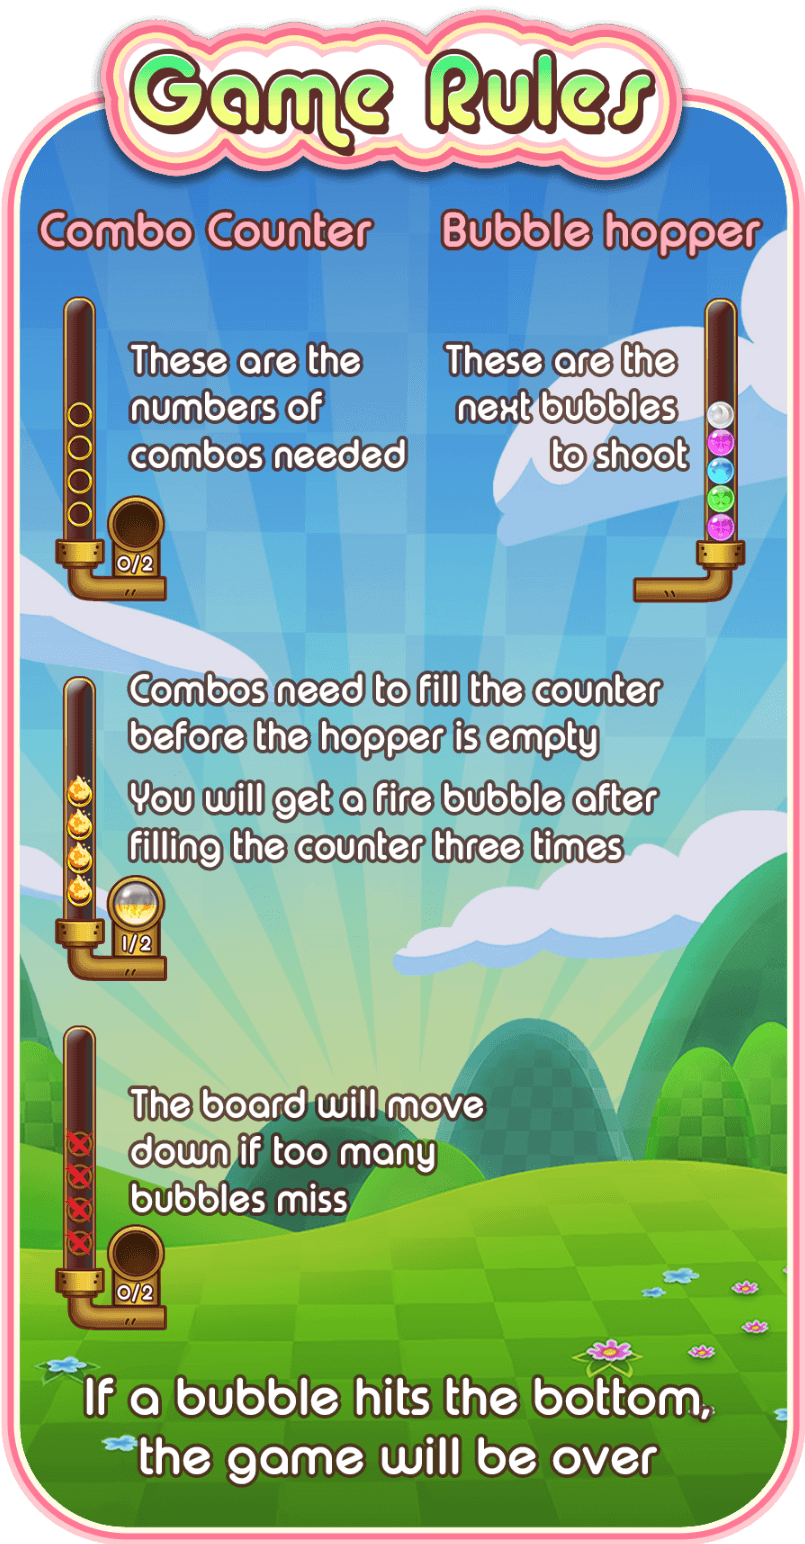 Game Rules
Combo Counter
Bubble hopper
These are the
numbers of
combos needed
0/2
These are the
next bubbles
to shoot
Combos need to fill the counter
before the hopper is empty
You will get a fire bubble after
filling the counter three times
1/2
The board will move
down if too many
bubbles miss
0/2
If a bubble hits the bottom,
the game will be over